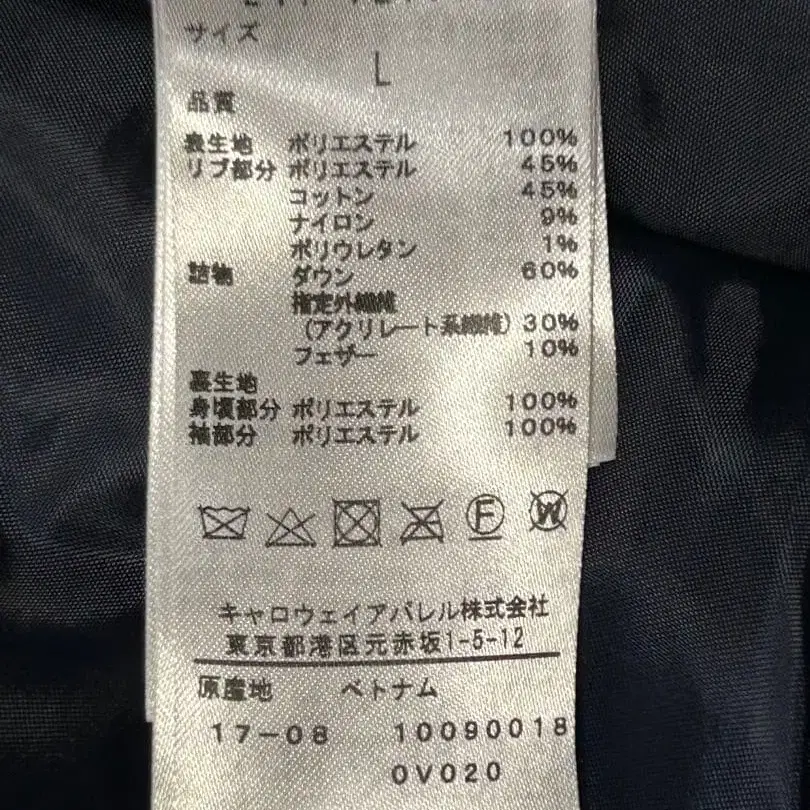 サイズ
L
品質
表生地 ポリエステル 100%
リブ部分 ポリエステル 45%
コットン 45%
ナイロン 9%
ポリウレタン 1%
詰物 ダウン 60%
指定外繊維
(アクリレート系繊維) 30%
フェザー 10%
裏生地
身頃部分 ポリエステル 100%
袖部分 ポリエステル 100%
F
W
キャロウェイアパレル株式会社
東京都港区元赤坂1-5-12
原産地 ベトナム
17-08 10090018
0V020